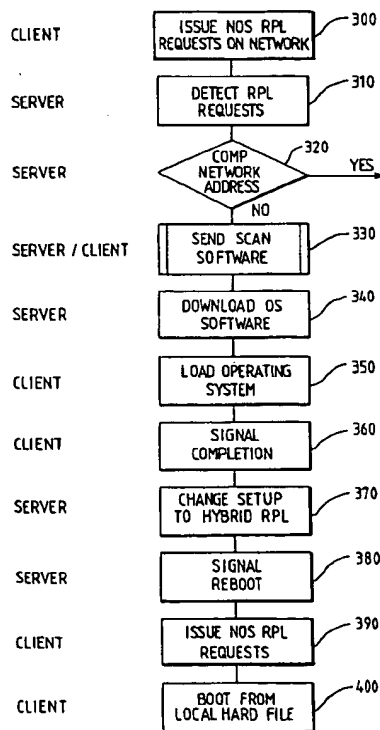 CLIENT
ISSUE NOS RPL
REQUESTS ON NETWORK
300
SERVER
DETECT RPL
REQUESTS
310
SERVER
COMP
NETWORK
ADDRESS
320
YES
NO
SERVER / CLIENT
SEND SCAN
SOFTWARE
330
SERVER
DOWNLOAD OS
SOFTWARE
340
CLIENT
LOAD OPERATING
SYSTEM
350
CLIENT
SIGNAL
COMPLETION
360
SERVER
CHANGE SETUP
TO HYBRID RPL
370
SERVER
SIGNAL
REBOOT
380
CLIENT
ISSUE NOS RPL
REQUESTS
390
CLIENT
BOOT FROM
LOCAL HARD FILE
400